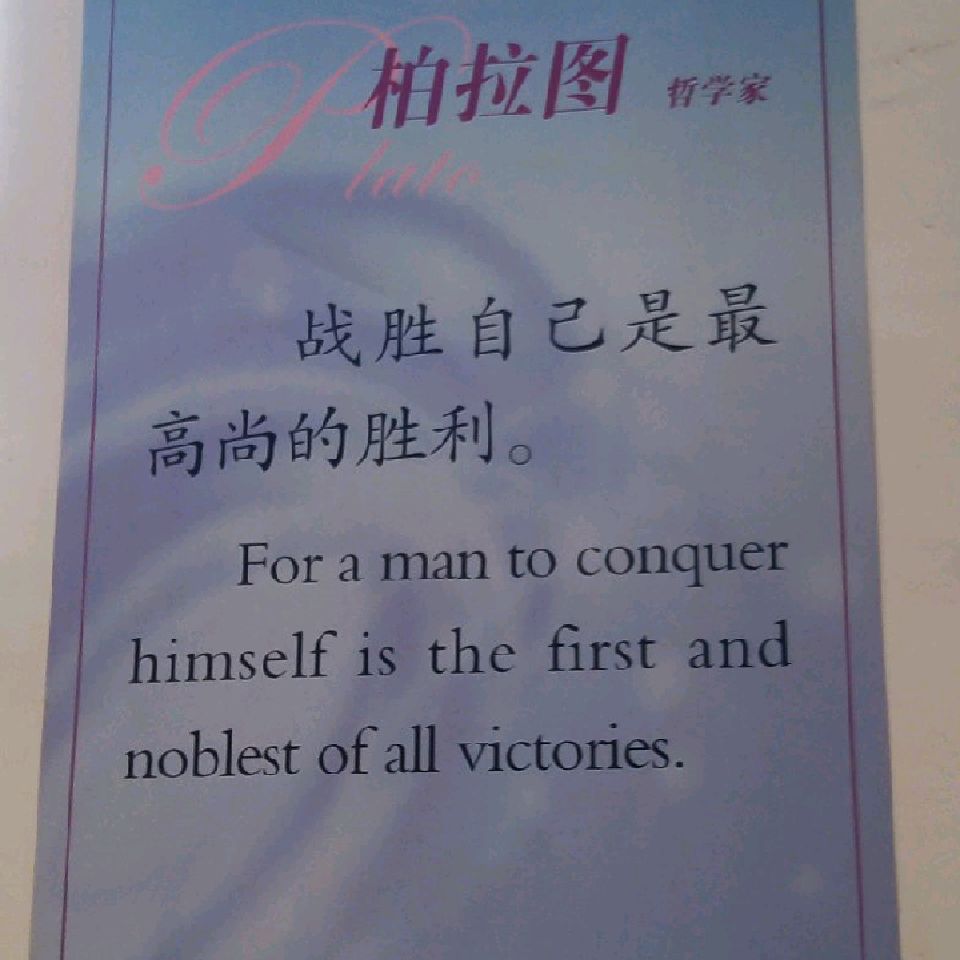 柏拉图 哲学家
Plato
战胜自己是最
高尚的胜利。
For a man to conquer
himself is the first and
noblest of all victories.